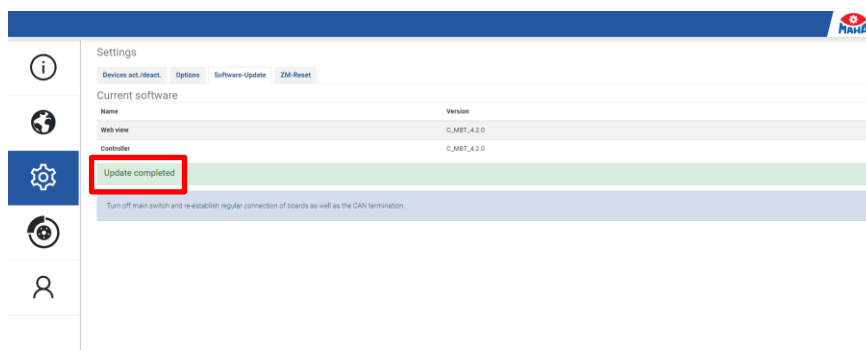 MAHA
Settings
Devices act./deact. Options Software-Update ZM-Reset
Current software
Name Version
Web view C_MBT_4.2.0
Controller C_MBT_4.2.0
Update completed
Turn off main switch and re-establish regular connection of boards as well as the CAN termination.